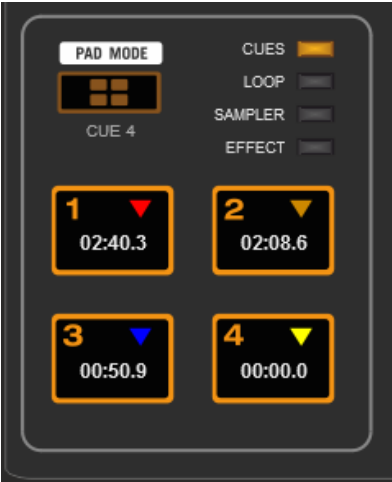 PAD MODE
CUE 4
CUES
LOOP
SAMPLER
EFFECT
1
02:40.3
2
02:08.6
3
00:50.9
4
00:00.0